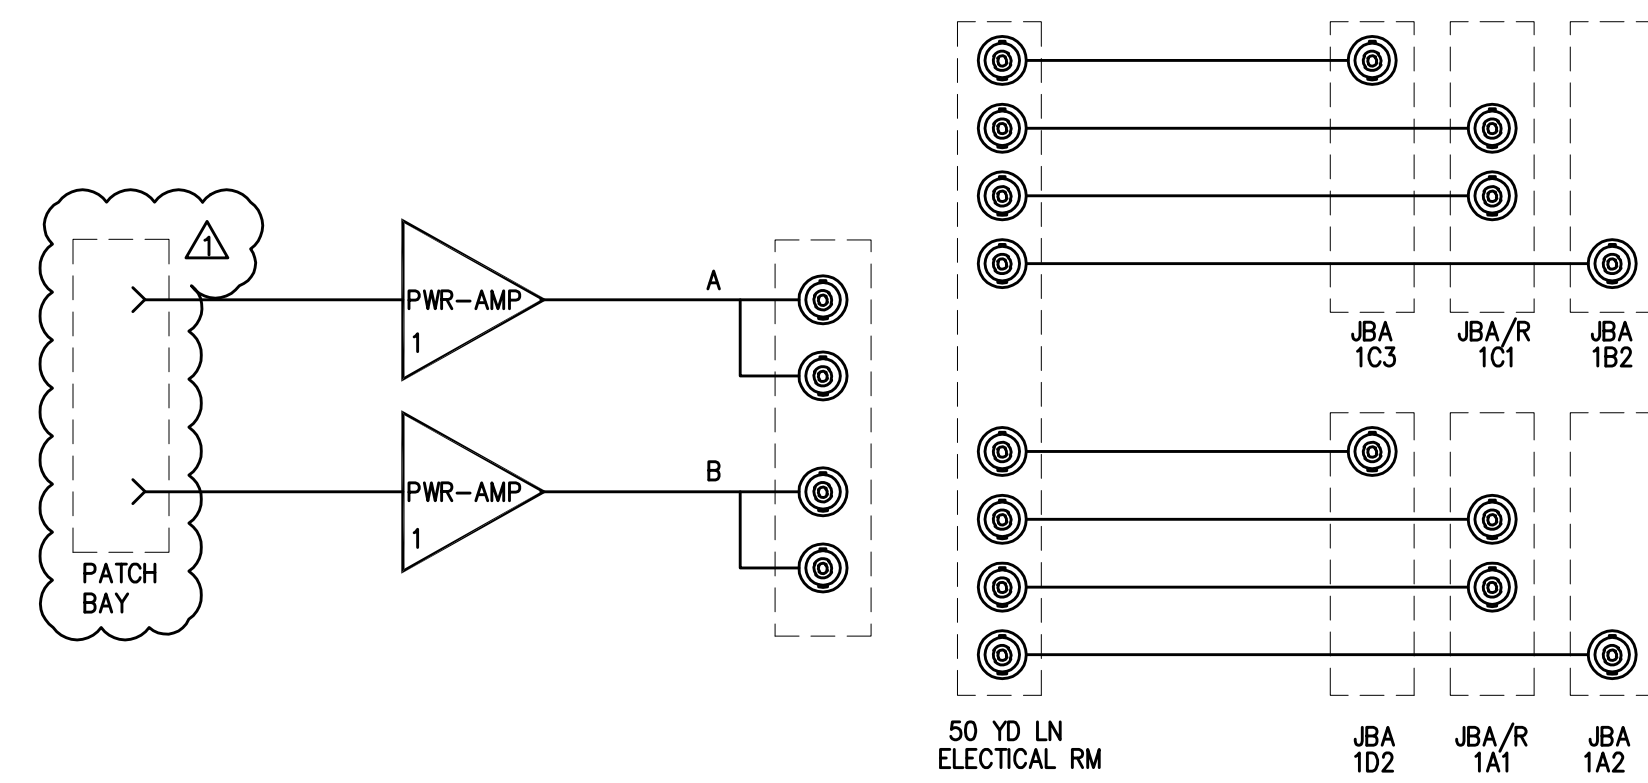 1
PWR-AMP
1
A
PWR-AMP
1
B
PATCH
BAY
JBA
1C3
JBA/R
1C1
JBA
1B2
50 YD LN
ELECTICAL RM
JBA
1D2
JBA/R
1A1
JBA
1A2